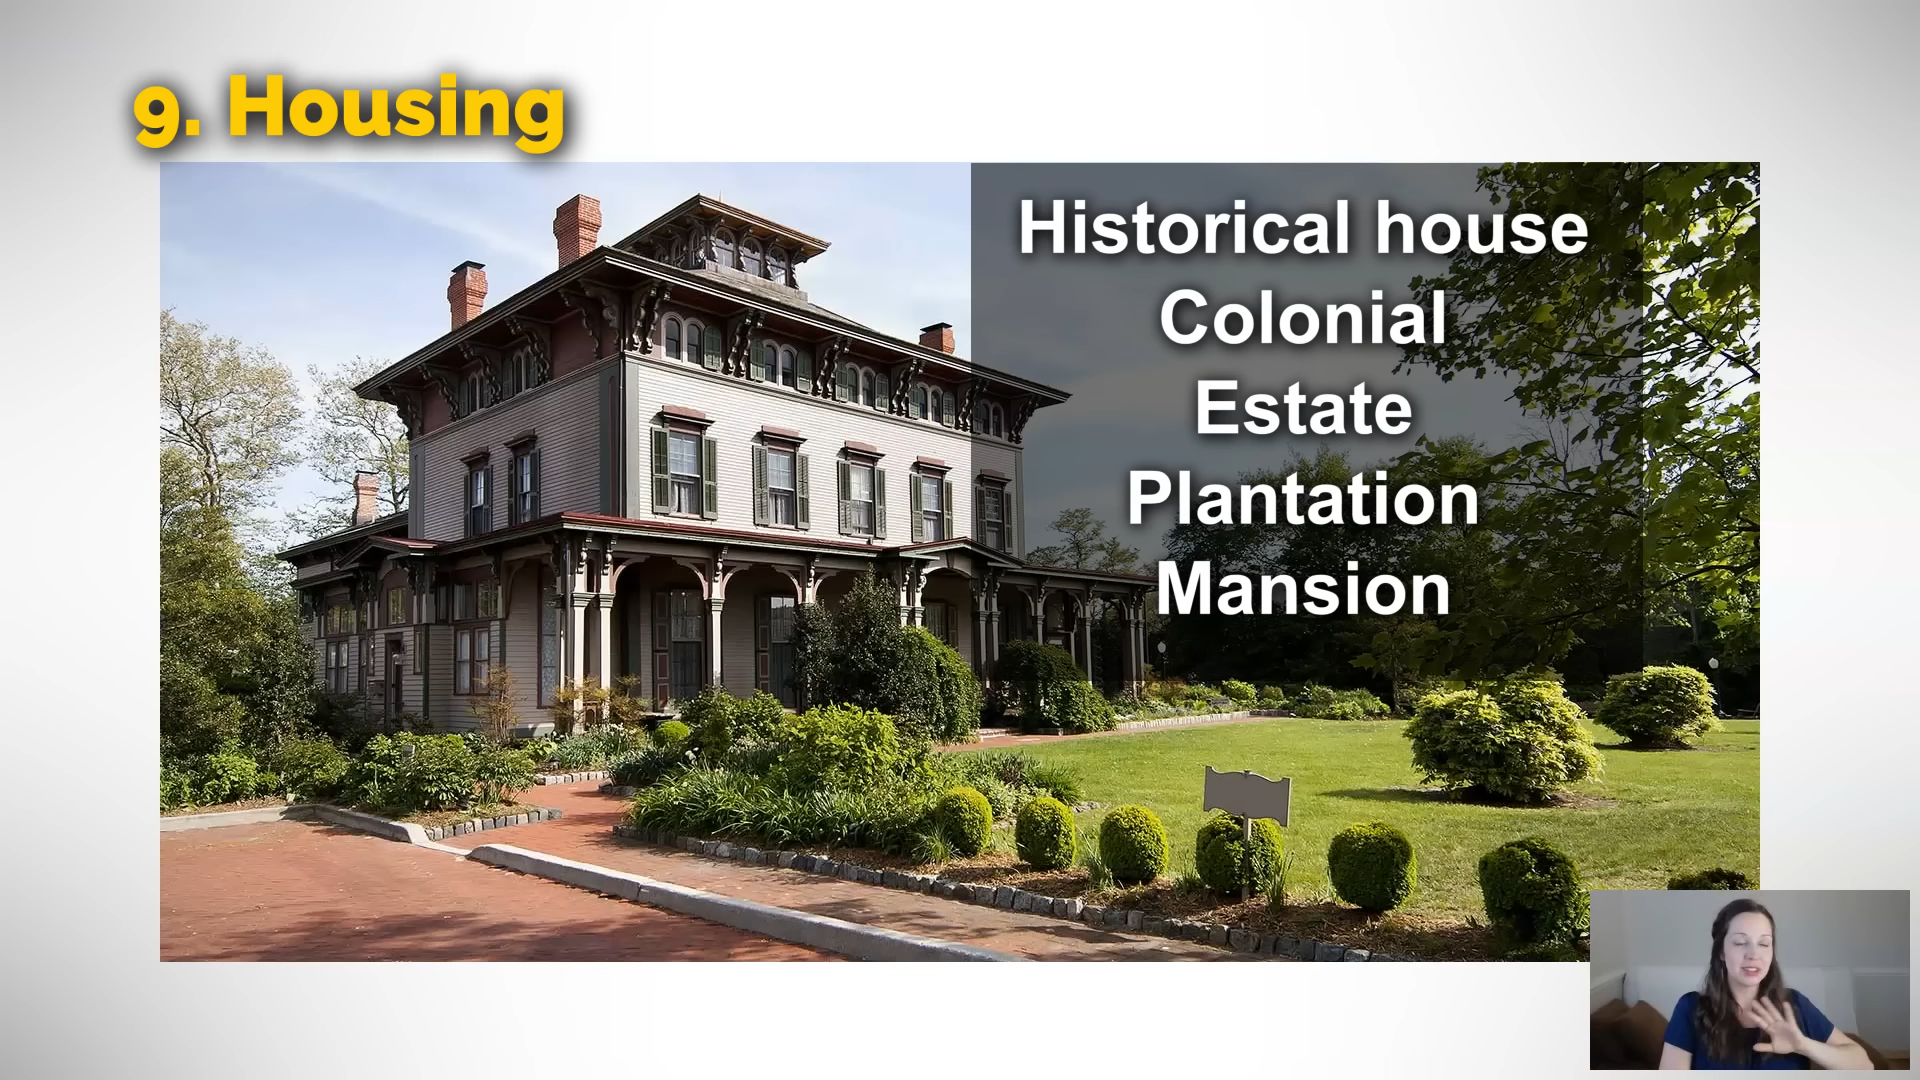 9. Housing
Historical house
Colonial
Estate
Plantation
Mansion